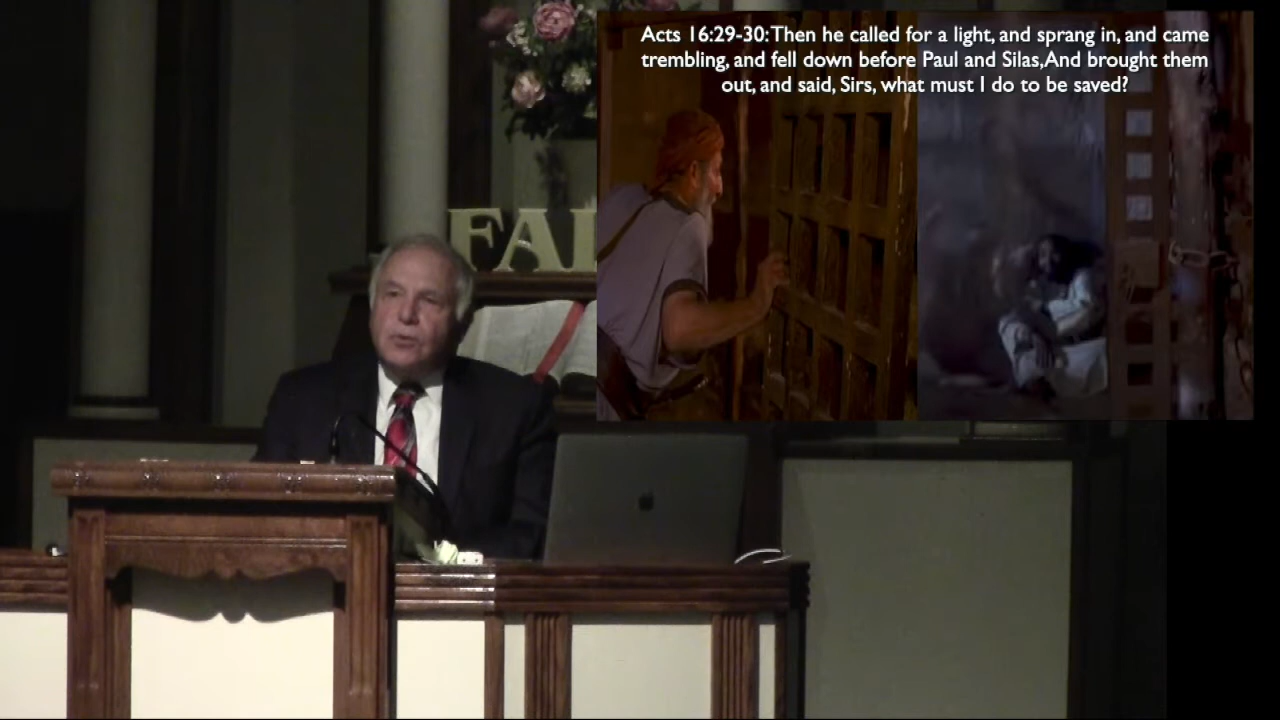 Acts 16:29-30:Then he called for a light, and sprang in, and came
trembling, and fell down before Paul and Silas,And brought them
out, and said, Sirs, what must I do to be saved?
FAI